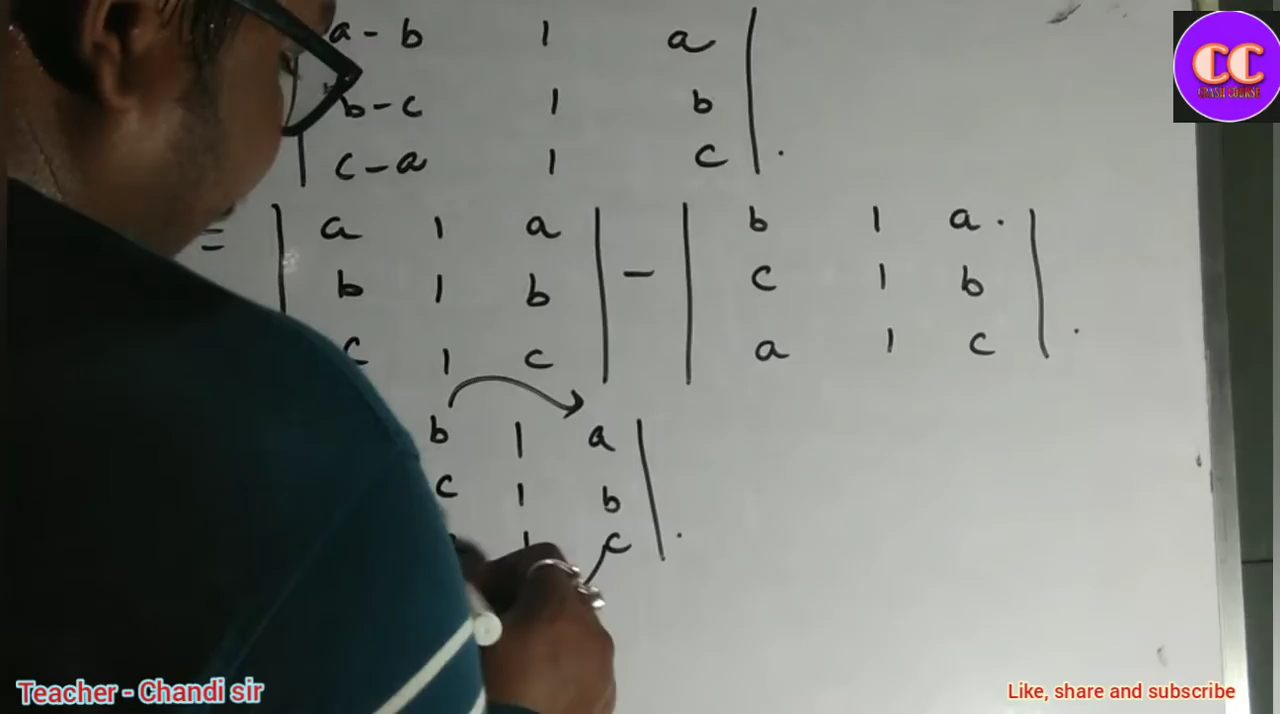 a - b 1 a
b - c 1 b
c - a 1 c .
= a 1 a - b 1 a .
b 1 b c 1 b
c 1 c a 1 c .
b 1 a
c 1 b
1 c .
CC
CRASH COURSE
Teacher - Chandi sir
Like, share and subscribe